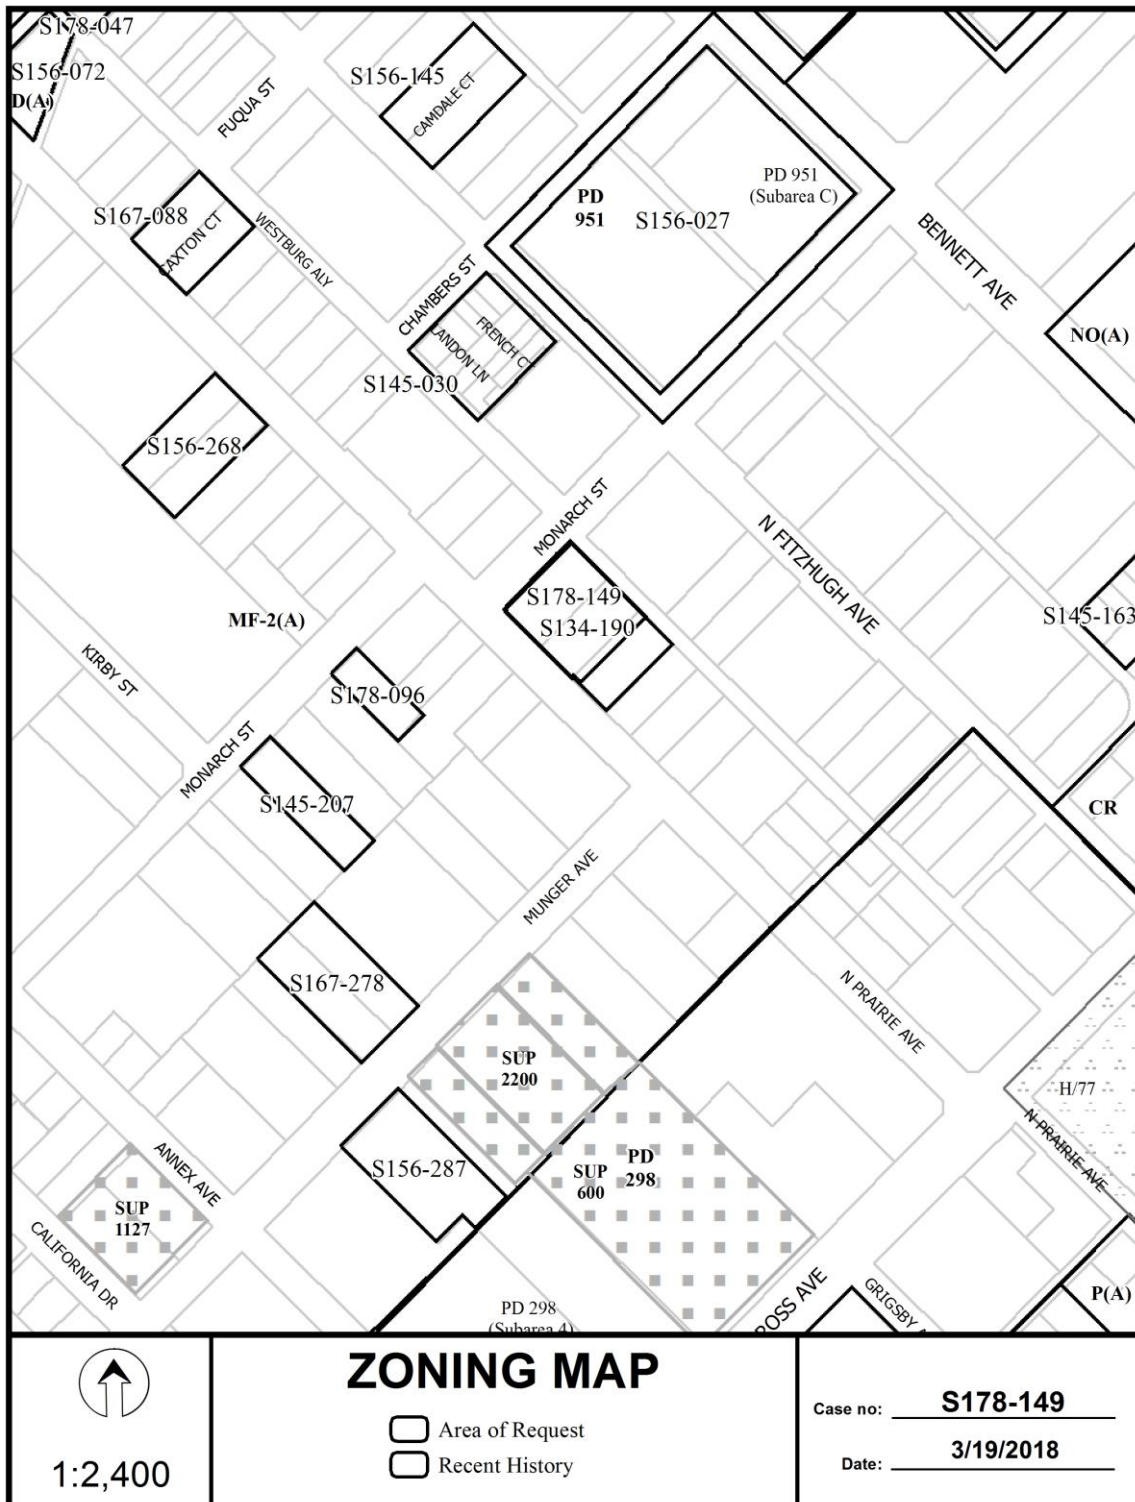 S178-047
S156-072
D(A)
FUQUA ST
S156-145
CAMDALE CT
PD 951
(Subarea C)
PD
951
S156-027
S167-088
CAXTON CT
WESTBURG ALY
BENNETT AVE
CHAMBERS ST
FRENCH CT
LANDON LN
S145-030
NO(A)
S156-268
MONARCH ST
N FITZHUGH AVE
S178-149
S134-190
S145-163
MF-2(A)
KIRBY ST
S178-096
MONARCH ST
S145-207
CR
MUNGER AVE
S167-278
N PRAIRIE AVE
SUP
2200
H/77
N PRAIRIE AVE
S156-287
SUP
600
PD
298
ANNEX AVE
SUP
1127
CALIFORNIA DR
PD 298
(Subarea 4)
ROSS AVE
GRIGSBY
P(A)
1:2,400
ZONING MAP
Area of Request
Recent History
Case no: S178-149
Date: 3/19/2018